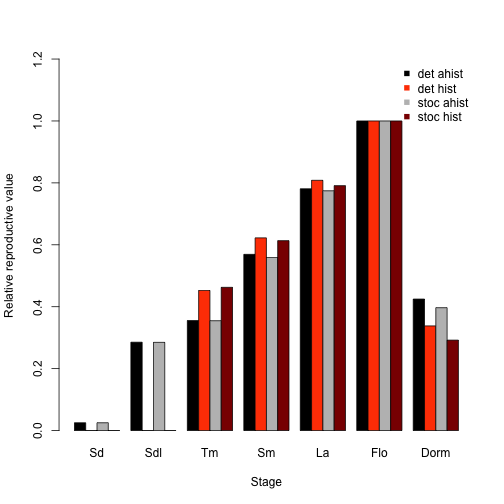 1.2
1.0
0.8
0.6
0.4
0.2
0.0
Relative reproductive value
det ahist
det hist
stoc ahist
stoc hist
Sd Sdl Tm Sm La Flo Dorm
Stage